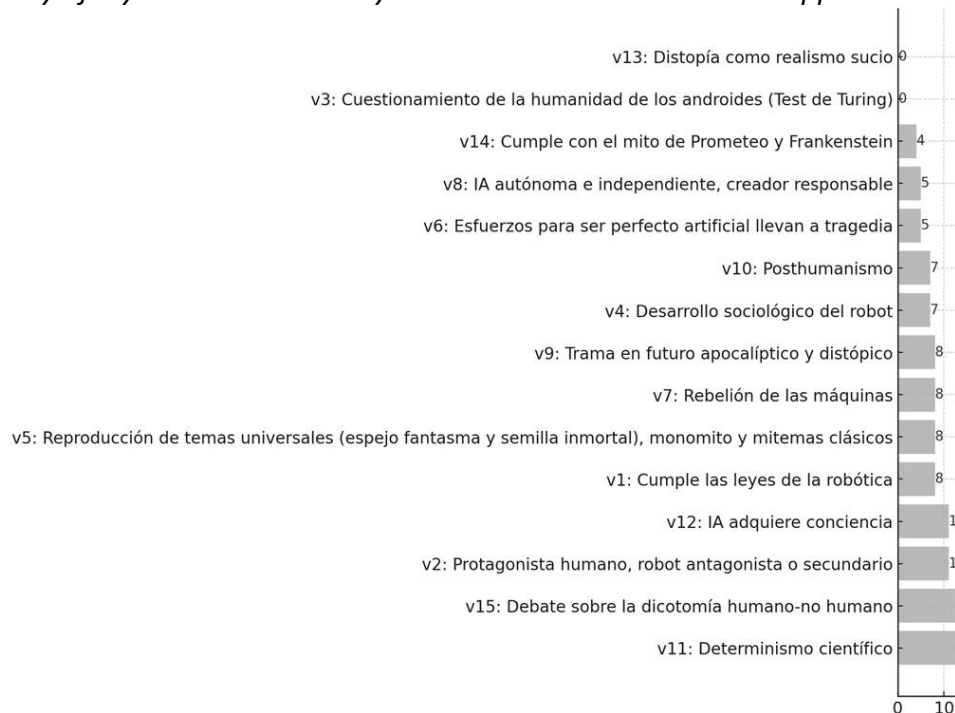 v13: Distopía como realismo sucio 0
v3: Cuestionamiento de la humanidad de los androides (Test de Turing) 0
v14: Cumple con el mito de Prometeo y Frankenstein 4
v8: IA autónoma e independiente, creador responsable 5
v6: Esfuerzos para ser perfecto artificial llevan a tragedia 5
v10: Posthumanismo 7
v4: Desarrollo sociológico del robot 7
v9: Trama en futuro apocalíptico y distópico 8
v7: Rebelión de las máquinas 8
v5: Reproducción de temas universales (espejo fantasma y semilla inmortal), monomito y mitemas clásicos 8
v1: Cumple las leyes de la robótica 8
v12: IA adquiere conciencia 1
v2: Protagonista humano, robot antagonista o secundario 1
v15: Debate sobre la dicotomía humano-no humano
v11: Determinismo científico
0 10